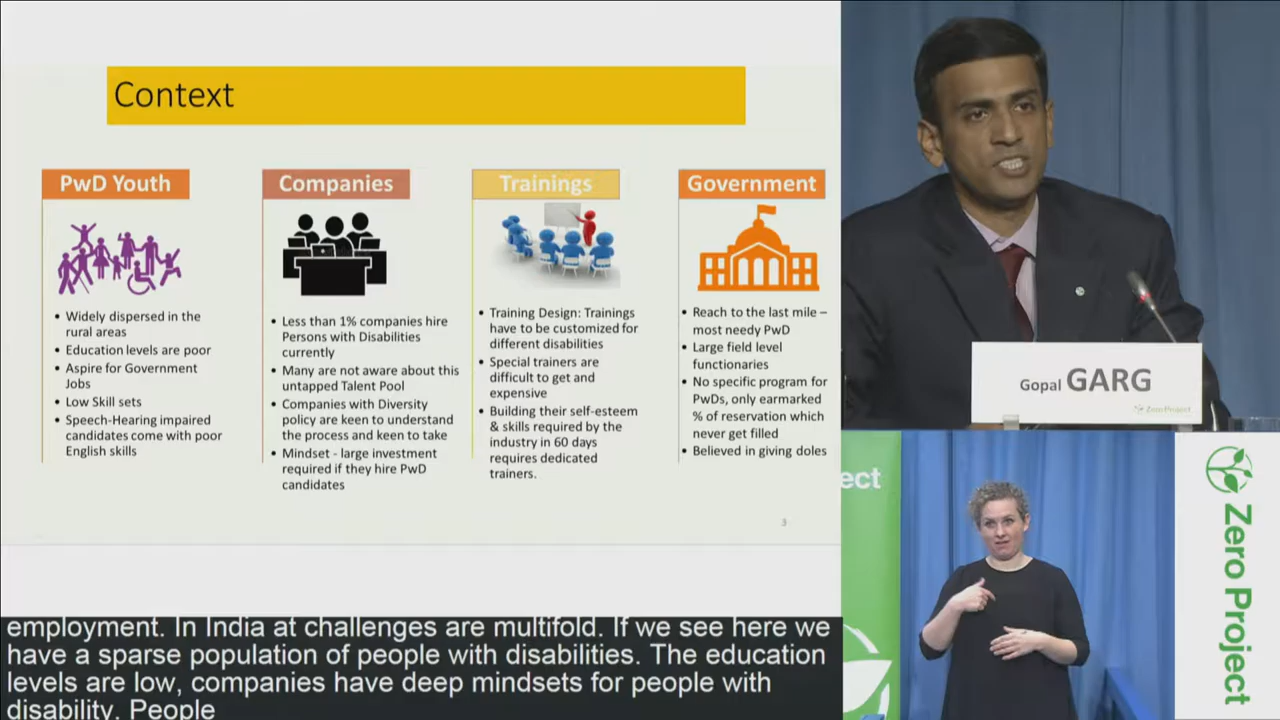 Context
PwD Youth
Widely dispersed in the
rural areas
Education levels are poor
Aspire for Government
Jobs
Low Skill sets
Speech-Hearing impaired
candidates come with poor
English skills
Companies
Less than 1% companies hire
Persons with Disabilities
currently
Many are not aware about this
untapped Talent Pool
Companies with Diversity
policy are keen to understand
the process and keen to take
Mindset - large investment
required if they hire PwD
candidates
Trainings
Training Design: Trainings
have to be customized for
different disabilities
Special trainers are
difficult to get and
expensive
Building their self-esteem
& skills required by the
industry in 60 days
requires dedicated
trainers.
Government
Reach to the last mile –
most needy PwD
Large field level
functionaries
No specific program for
PwDs, only earmarked
% of reservation which
never get filled
Believed in giving doles
3
Gopal GARG
Zero Project
ect
Zero Project
employment. In India at challenges are multifold. If we see here we
have a sparse population of people with disabilities. The education
levels are low, companies have deep mindsets for people with
disability. People